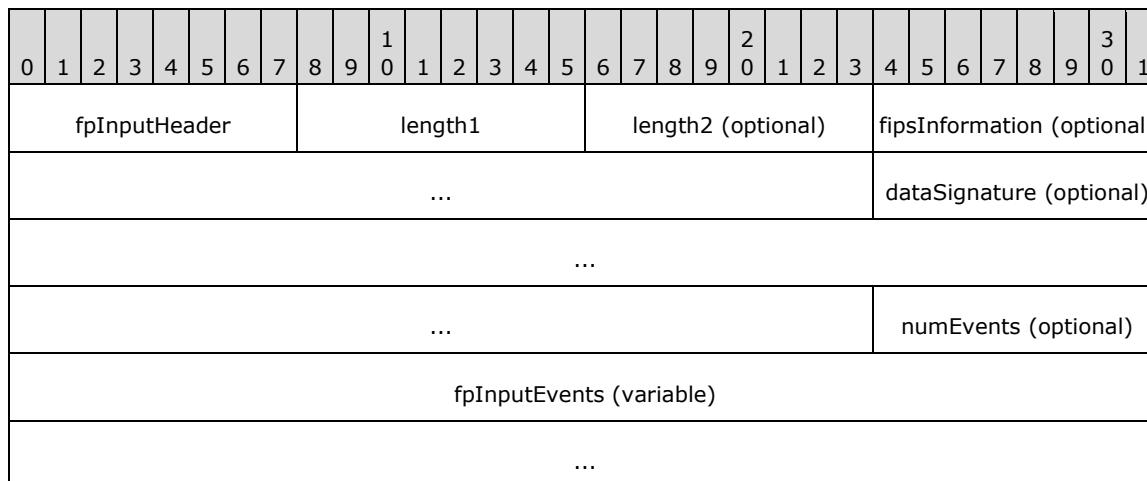 1 2 3
0 1 2 3 4 5 6 7 8 9 0 1 2 3 4 5 6 7 8 9 0 1 2 3 4 5 6 7 8 9 0 1
fpInputHeader length1 length2 (optional) fipsInformation (optional
... dataSignature (optional)
...
... numEvents (optional)
fpInputEvents (variable)
...